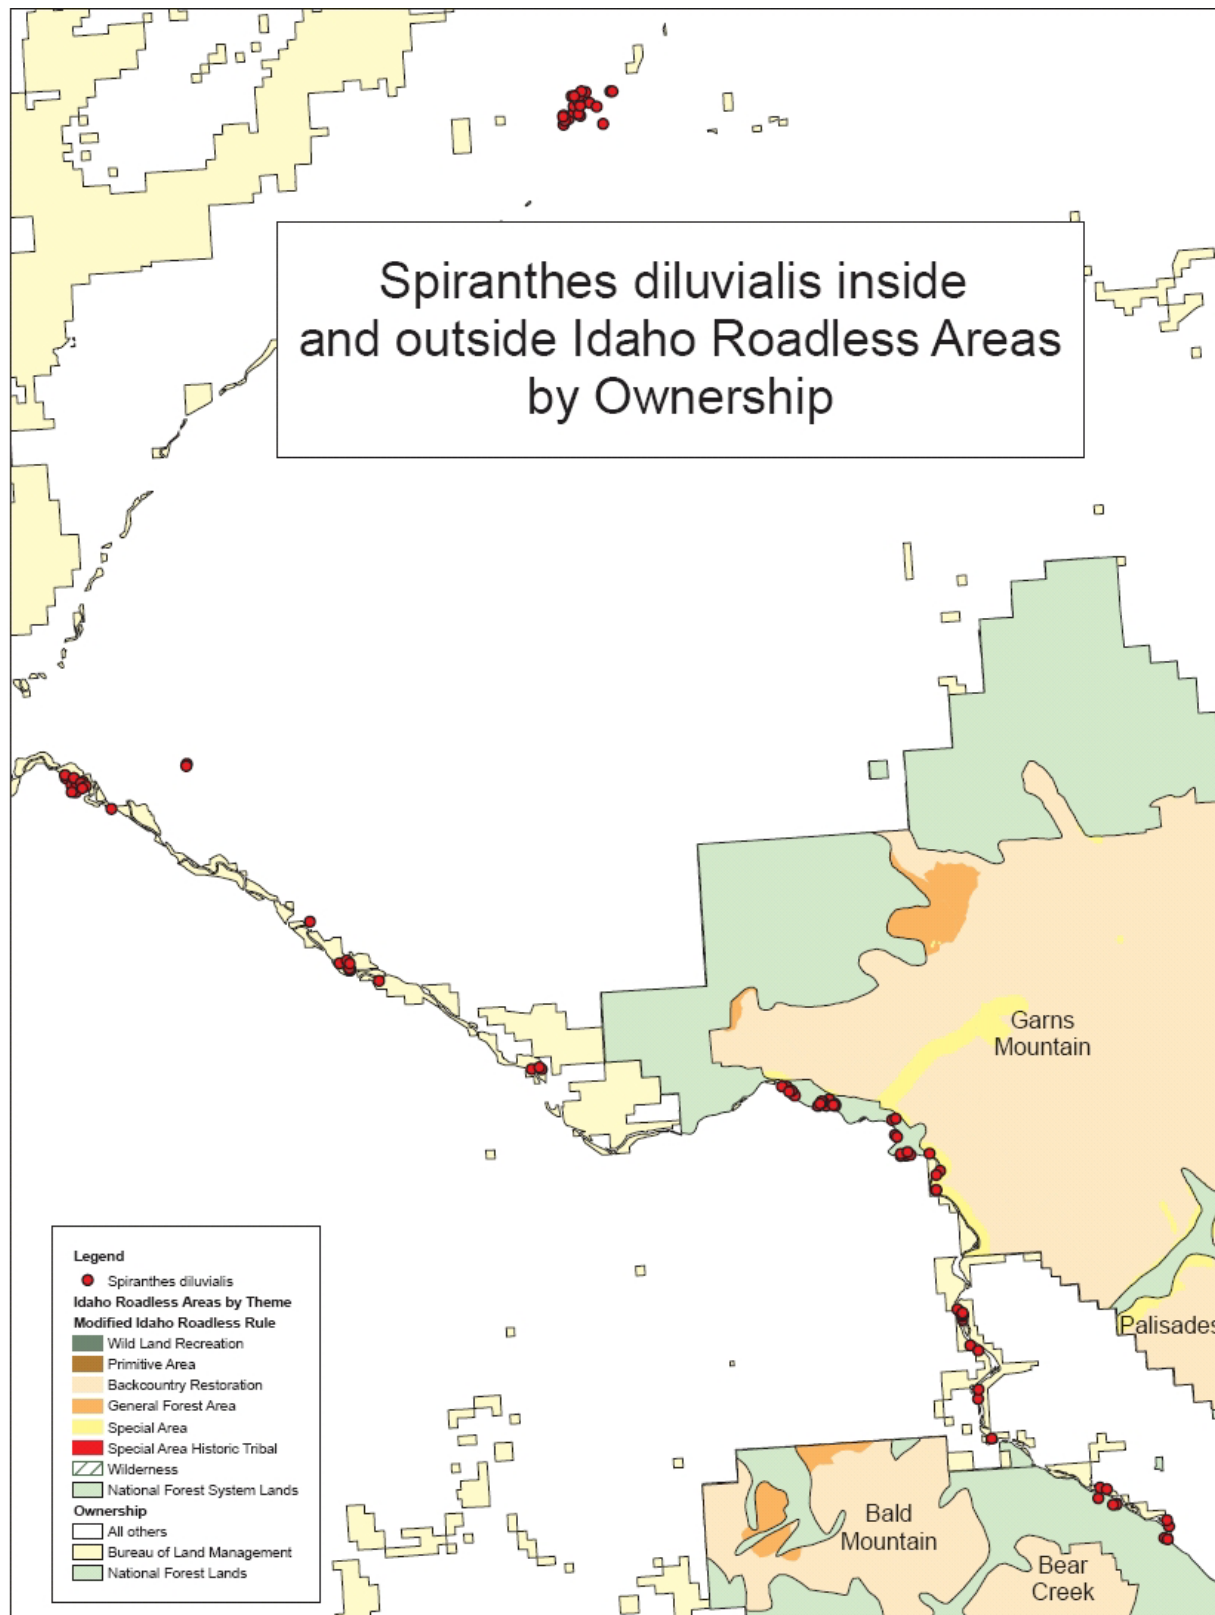 Spiranthes diluvialis inside
and outside Idaho Roadless Areas
by Ownership
Garns
Mountain
Palisades
Bald
Mountain
Bear
Creek
Legend
Spiranthes diluvialis
Idaho Roadless Areas by Theme
Modified Idaho Roadless Rule
Wild Land Recreation
Primitive Area
Backcountry Restoration
General Forest Area
Special Area
Special Area Historic Tribal
Wilderness
National Forest System Lands
Ownership
All others
Bureau of Land Management
National Forest Lands